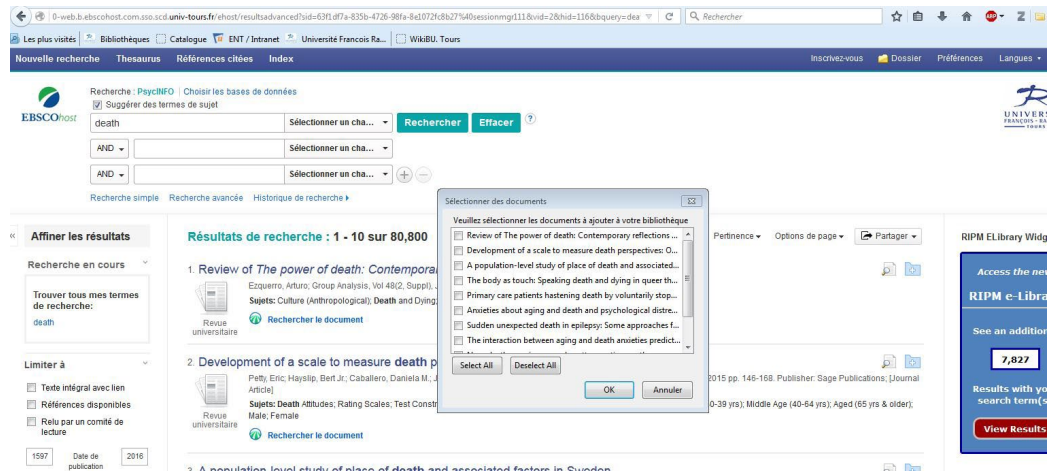 0-web.b.ebscohost.com.sso.scd.univ-tours.fr/ehost/resultsadvanced?sid=63f1df7a-835b-4726-98fa-8e1072fc8b27%40sessionmgr111&vid=2&hid=116&bquery=dea
Rechercher
ABP
Z
Les plus visités
Bibliothèques
Catalogue
ENT / Intranet
Université Francois Ra...
WikiBU. Tours
Nouvelle recherche Thesaurus Références citées Index
Inscrivez-vous Dossier Préférences Langues
EBSCOhost
Recherche : PsycINFO | Choisir les bases de données
Suggérer des termes de sujet
death Sélectionner un cha... Rechercher Effacer ?
AND Sélectionner un cha...
AND Sélectionner un cha...
Recherche simple Recherche avancée Historique de recherche
UNIVERS
FRANÇOIS - RA
TOURS
« Affiner les résultats
Recherche en cours
Trouver tous mes termes
de recherche:
death
Limiter à
Texte intégral avec lien
Références disponibles
Relu par un comité de
lecture
1597 Date de 2016
publication
Résultats de recherche : 1 - 10 sur 80,800
Pertinence Options de page Partager
1. Review of The power of death: Contempora
Ezquerro, Arturo; Group Analysis, Vol 48(2, Suppl),
Sujets: Culture (Anthropological); Death and Dying;
Rechercher le document
Revue
universitaire
2. Development of a scale to measure death p
Petty, Eric; Hayslip, Bert Jr.; Caballero, Daniela M.; J
2015 pp. 146-168. Publisher: Sage Publications; [Journal
Article]
Sujets: Death Attitudes; Rating Scales; Test Constr
0-39 yrs); Middle Age (40-64 yrs); Aged (65 yrs & older);
Male; Female
Rechercher le document
Revue
universitaire
3. A population-level study of place of death and associated factors in Sweden
Sélectionner des documents
Veuillez sélectionner les documents à ajouter à votre bibliothèque
Review of The power of death: Contemporary reflections ...
Development of a scale to measure death perspectives: O...
A population-level study of place of death and associated...
The body as touch: Speaking death and dying in queer th...
Primary care patients hastening death by voluntarily stop...
Anxieties about aging and death and psychological distre...
Sudden unexpected death in epilepsy: Some approaches f...
The interaction between aging and death anxieties predict...
Select All Deselect All
OK Annuler
RIPM ELibrary Widg
Access the new
RIPM e-Libra
See an addition
7,827
Results with yo
search term(s
View Results